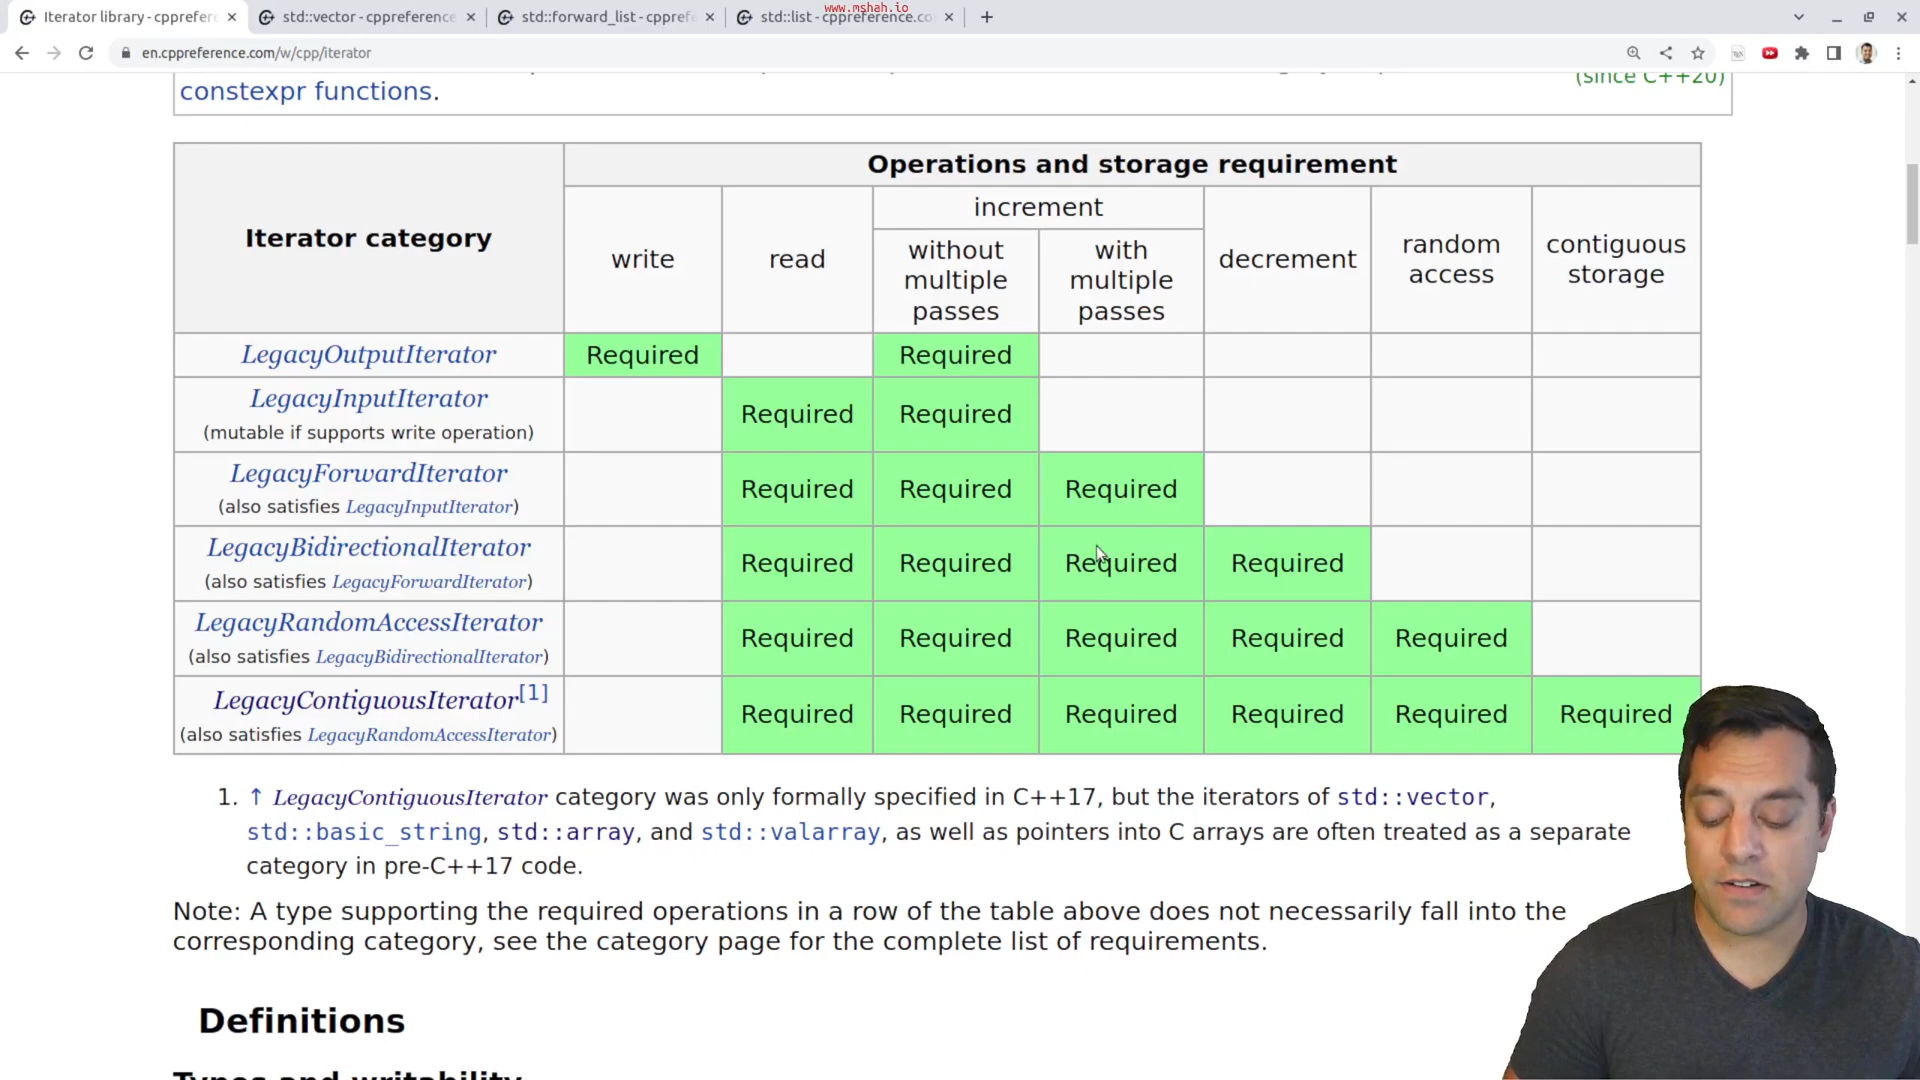 www.mshah.io
Iterator library - cppreferen
std::vector - cppreference
std::forward_list - cpprefe
std::list - cppreference.co
en.cppreference.com/w/cpp/iterator
constexpr functions.
(since C++20)
Iterator category
Operations and storage requirement
write
read
increment
without
multiple
passes
with
multiple
passes
decrement
random
access
contiguous
storage
LegacyOutputIterator
Required
Required
LegacyInputIterator
(mutable if supports write operation)
Required
Required
LegacyForwardIterator
(also satisfies LegacyInputIterator)
Required
Required
Required
LegacyBidirectionalIterator
(also satisfies LegacyForwardIterator)
Required
Required
Required
Required
LegacyRandomAccessIterator
(also satisfies LegacyBidirectionalIterator)
Required
Required
Required
Required
Required
LegacyContiguousIterator[1]
(also satisfies LegacyRandomAccessIterator)
Required
Required
Required
Required
Required
Required
1. ↑ LegacyContiguousIterator category was only formally specified in C++17, but the iterators of std::vector,
std::basic_string, std::array, and std::valarray, as well as pointers into C arrays are often treated as a separate
category in pre-C++17 code.
Note: A type supporting the required operations in a row of the table above does not necessarily fall into the
corresponding category, see the category page for the complete list of requirements.
Definitions
Types and writability